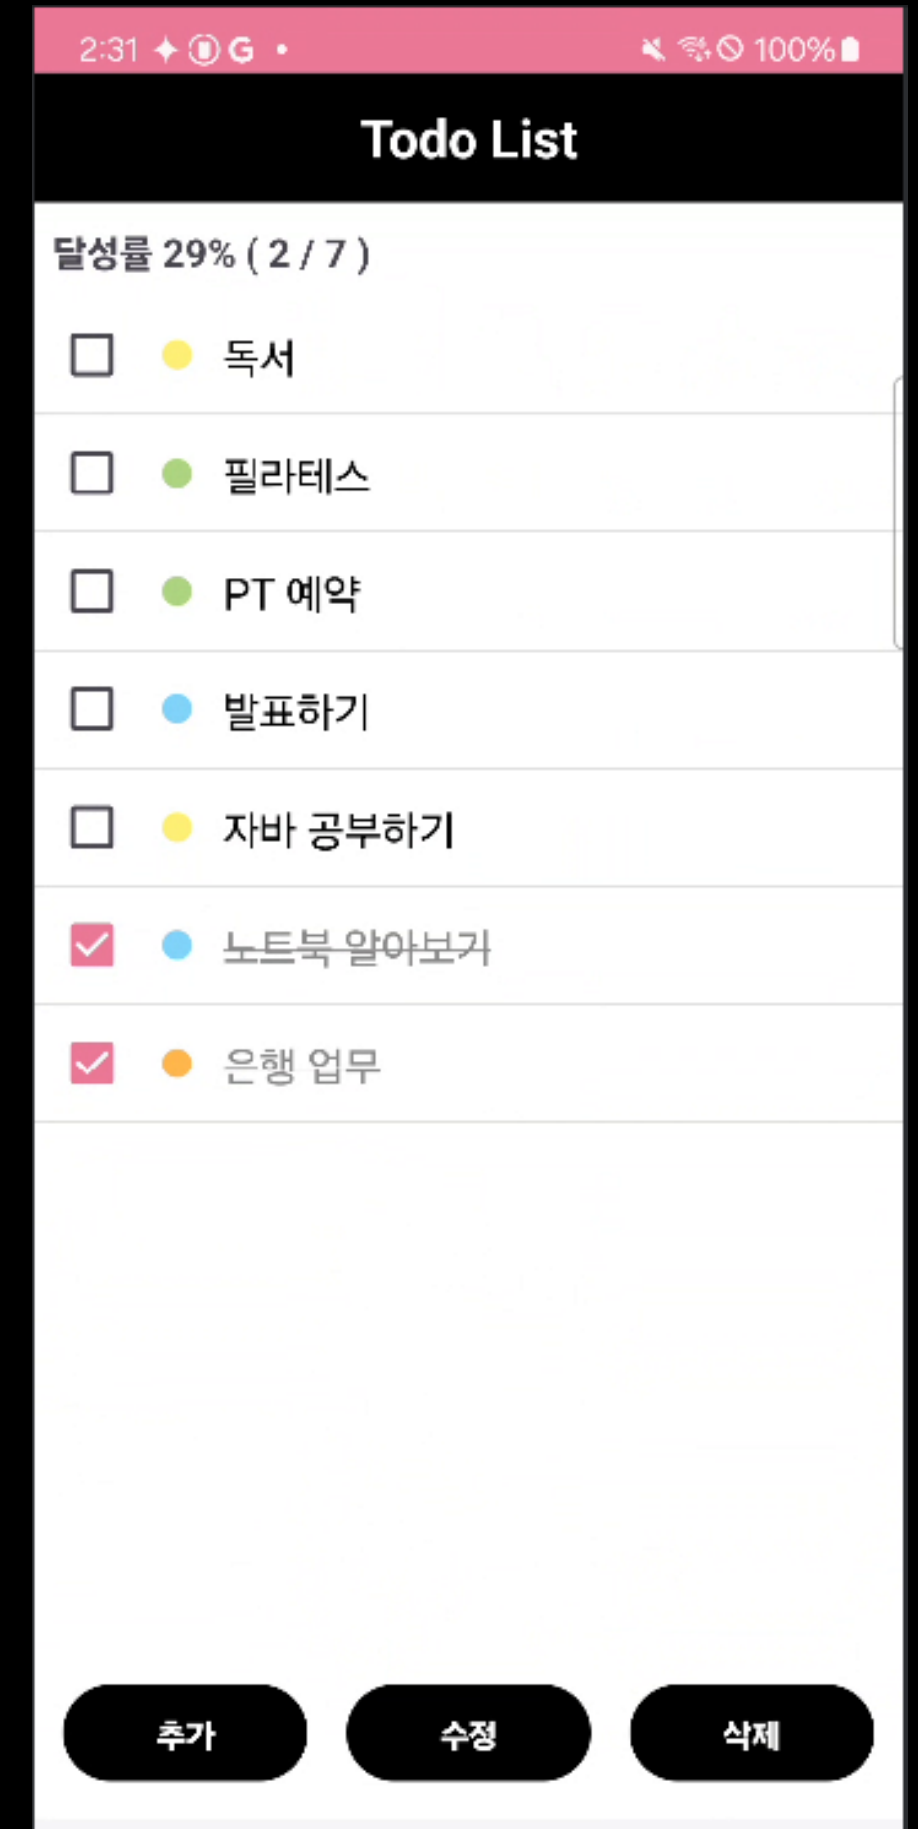 2:31 G 100%
Todo List
달성률 29% ( 2 / 7 )
독서
필라테스
PT 예약
발표하기
자바 공부하기
노트북 알아보기
은행 업무
추가 수정 삭제